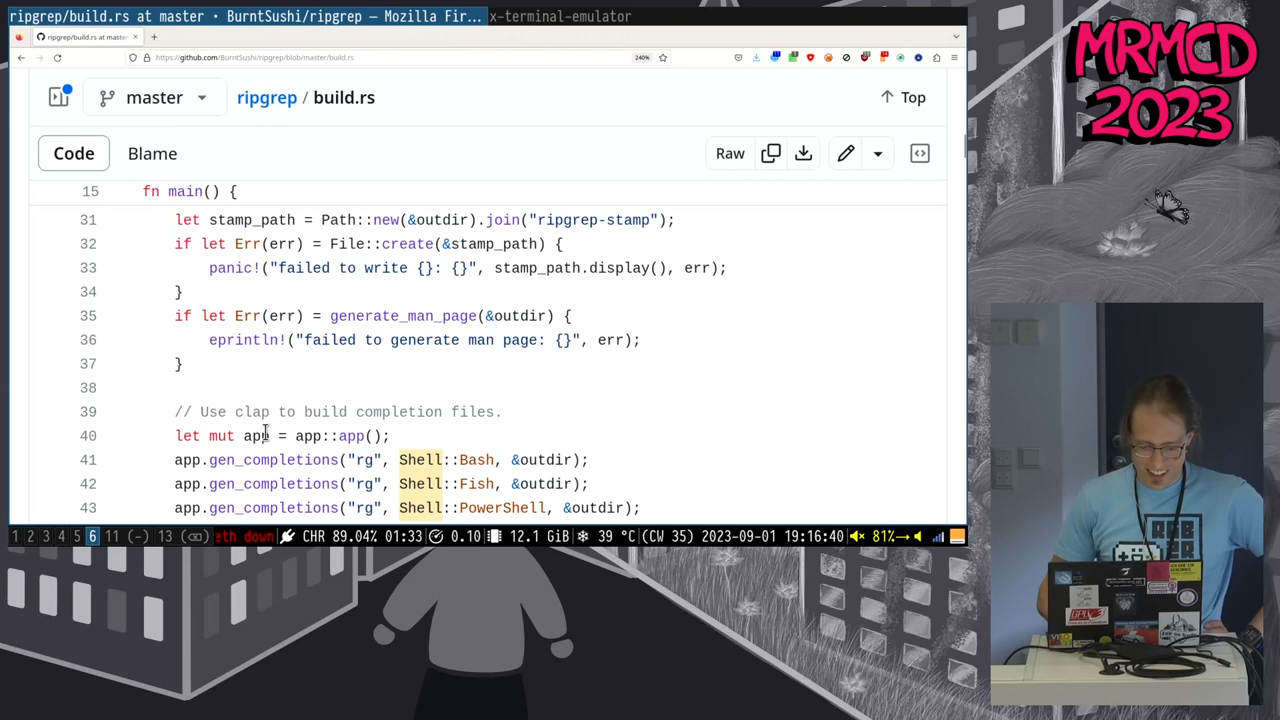 ripgrep/build.rs at master • BurntSushi/ripgrep — Mozilla Fir... x-terminal-emulator
ripgrep/build.rs at master
https://github.com/BurntSushi/ripgrep/blob/master/build.rs
240%
master
ripgrep / build.rs
Top
Code
Blame
Raw
15 fn main() {
31 let stamp_path = Path::new(&outdir).join("ripgrep-stamp");
32 if let Err(err) = File::create(&stamp_path) {
33 panic!("failed to write {}: {}", stamp_path.display(), err);
34 }
35 if let Err(err) = generate_man_page(&outdir) {
36 eprintln!("failed to generate man page: {}", err);
37 }
38
39 // Use clap to build completion files.
40 let mut app = app::app();
41 app.gen_completions("rg", Shell::Bash, &outdir);
42 app.gen_completions("rg", Shell::Fish, &outdir);
43 app.gen_completions("rg", Shell::PowerShell, &outdir);
1 2 3 4 5 6 11 (-) 13 (⌫) eth down CHR 89.04% 01:33 0.10 12.1 GiB 39 °C (CW 35) 2023-09-01 19:16:40 81%→
MRMCD
2023
GPLv3